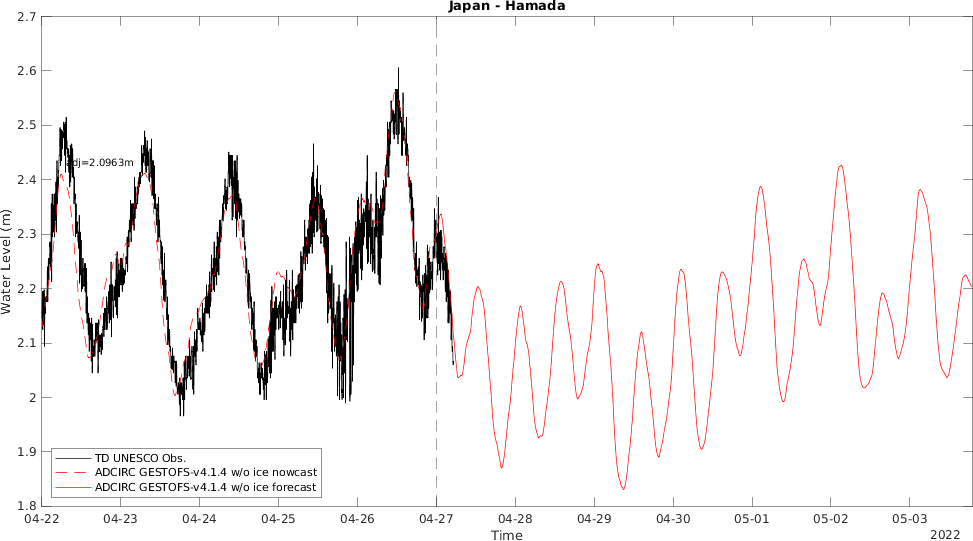 Japan - Hamada
2.7
2.6
2.5
2.4
2.3
2.2
2.1
2
1.9
1.8
Water Level (m)
adj=2.0963m
TD UNESCO Obs.
ADCIRC GESTOFS-v4.1.4 w/o ice nowcast
ADCIRC GESTOFS-v4.1.4 w/o ice forecast
04-22 04-23 04-24 04-25 04-26 04-27 04-28 04-29 04-30 05-01 05-02 05-03
Time
2022